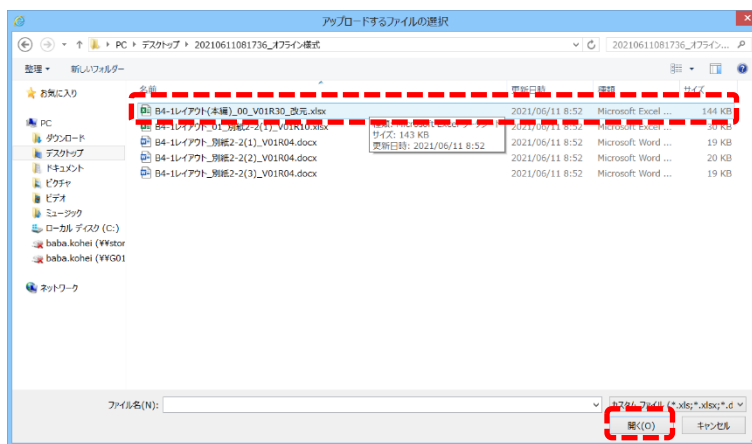 アップロードするファイルの選択
PC ▸ デスクトップ ▸ 20210611081736_オフライン様式
20210611081736_オフライン...
整理 新しいフォルダー
名前 更新日時 種類 サイズ
お気に入り
B4-1レイアウト(本編)_00_V01R30_改元.xlsx 2021/06/11 8:52 Microsoft Excel ... 144 KB
B4-1レイアウト_01_別紙2-2(1)_V01R10.xlsx 2021/06/11 8:52 Microsoft Excel ... 30 KB
サイズ: 143 KB
更新日時: 2021/06/11 8:52
B4-1レイアウト_別紙2-2(1)_V01R04.docx 2021/06/11 8:52 Microsoft Word ... 19 KB
B4-1レイアウト_別紙2-2(2)_V01R04.docx 2021/06/11 8:52 Microsoft Word ... 20 KB
B4-1レイアウト_別紙2-2(3)_V01R04.docx 2021/06/11 8:52 Microsoft Word ... 19 KB
PC
ダウンロード
デスクトップ
ドキュメント
ピクチャ
ビデオ
ミュージック
ローカル ディスク (C:)
baba.kohei (¥¥stor
baba.kohei (¥¥G01
ネットワーク
ファイル名(N):
カスタム ファイル (*.xls;*.xlsx;*.d
開く(O) キャンセル